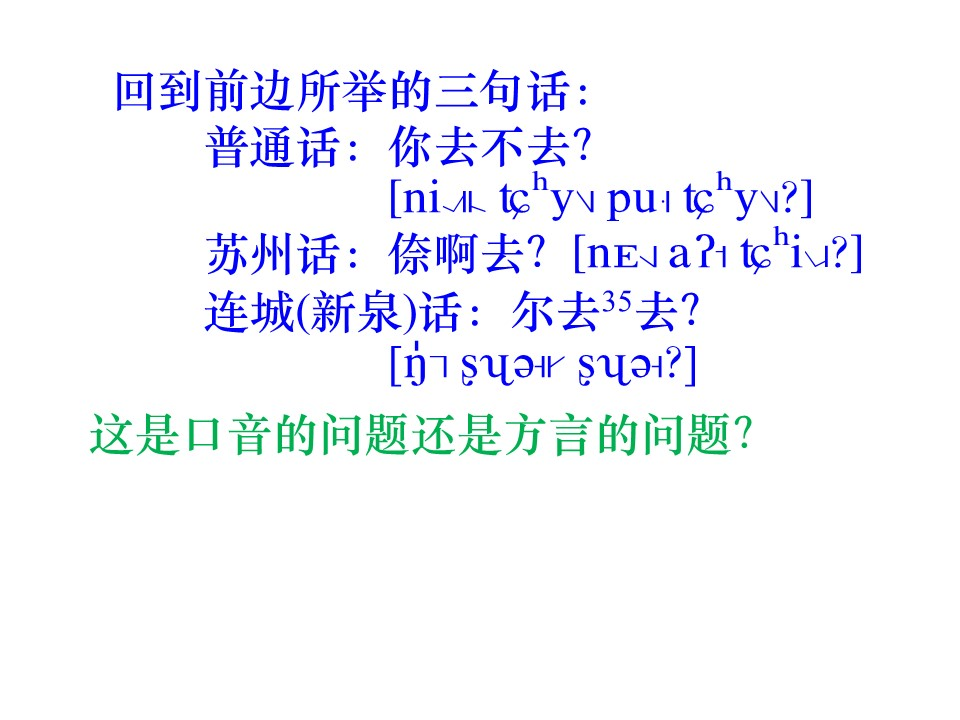 回到前边所举的三句话：
普通话：你去不去？
[ni tɕʰy˥˩ pu tɕʰy˥˩?]
苏州话：倷啊去？[nᴇ aʔ tɕʰi?]
连城(新泉)话：尔去³⁵去？
[ŋ̍ ʂɥə ʂɥə?]
这是口音的问题还是方言的问题？